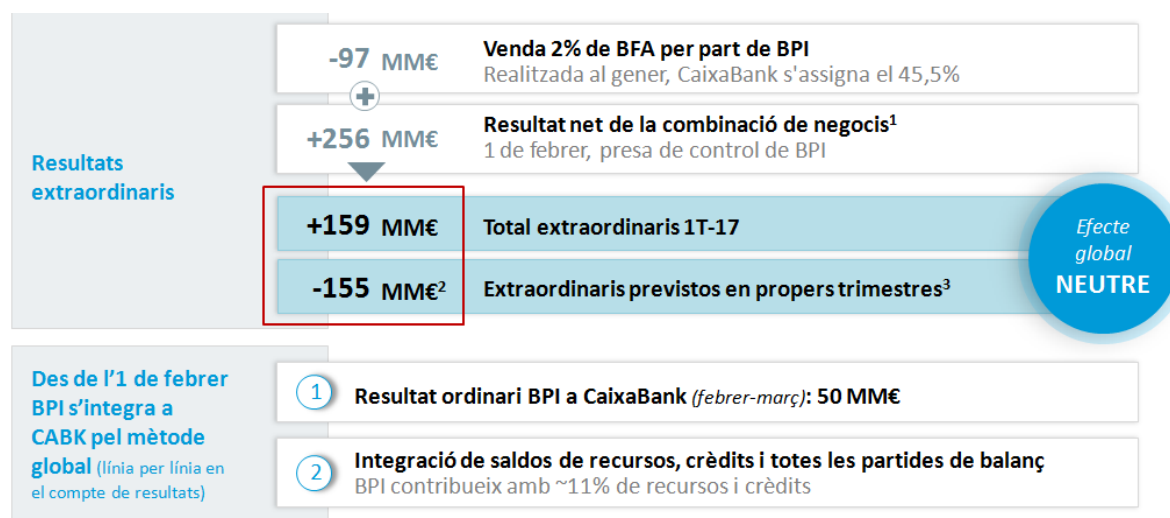 -97 MM€
Venda 2% de BFA per part de BPI
Realitzada al gener, CaixaBank s'assigna el 45,5%
+256 MM€
Resultat net de la combinació de negocis¹
1 de febrer, presa de control de BPI
Resultats
extraordinaris
+159 MM€
Total extraordinaris 1T-17
-155 MM€²
Extraordinaris previstos en propers trimestres³
Efecte
global
NEUTRE
Des de l’1 de febrer
BPI s’integra a
CABK pel mètode
global (línia per línia en
el compte de resultats)
1
Resultat ordinari BPI a CaixaBank (febrer-març): 50 MM€
2
Integració de saldos de recursos, crèdits i totes les partides de balanç
BPI contribueix amb ~11% de recursos i crèdits